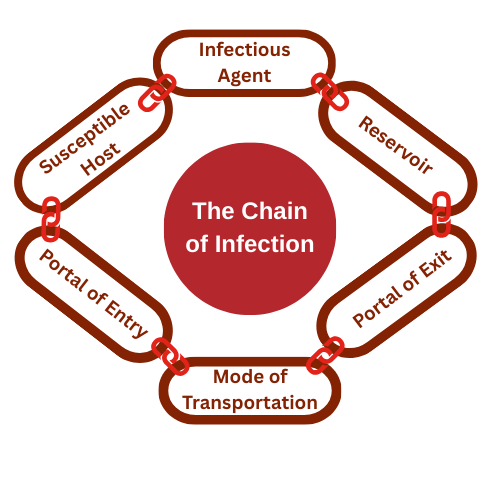 Infectious
Agent
Reservoir
Portal of Exit
Mode of
Transportation
Portal of Entry
Susceptible
Host
The Chain
of Infection